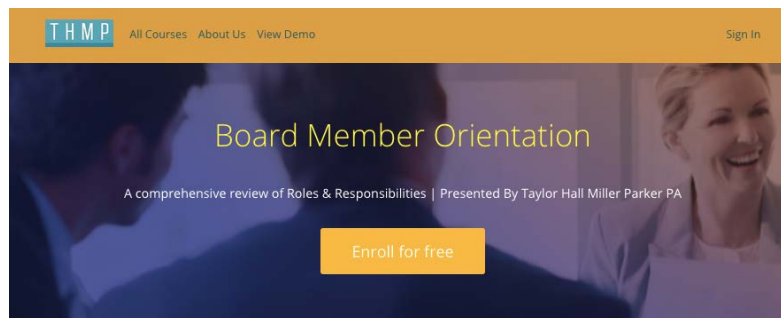 THMP All Courses About Us View Demo Sign In
Board Member Orientation
A comprehensive review of Roles & Responsibilities | Presented By Taylor Hall Miller Parker PA
Enroll for free